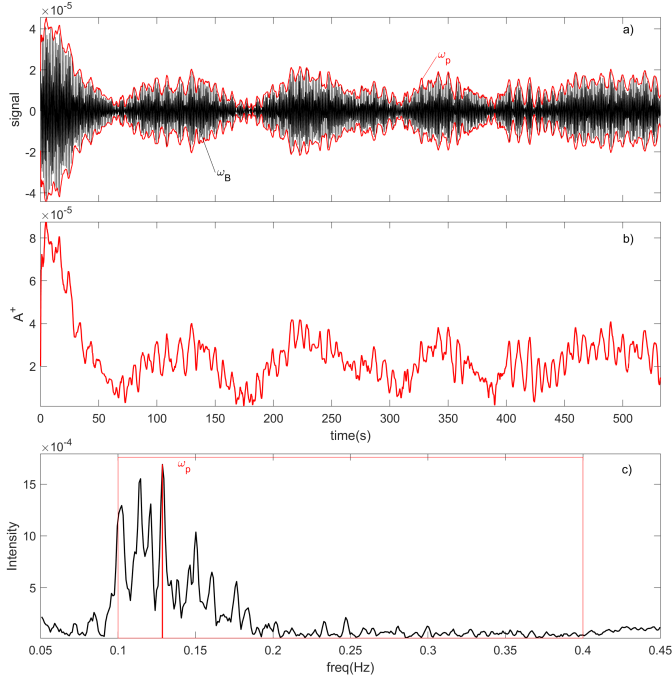 ×10⁻⁵
a)
4
ω_p
2
0
-2
ω_B
-4
signal
×10⁻⁵
b)
8
6
4
2
A⁺
0 50 100 150 200 250 300 350 400 450 500
time(s)
×10⁻⁴
ω_p
c)
15
10
5
Intensity
0.05 0.1 0.15 0.2 0.25 0.3 0.35 0.4 0.45
freq(Hz)